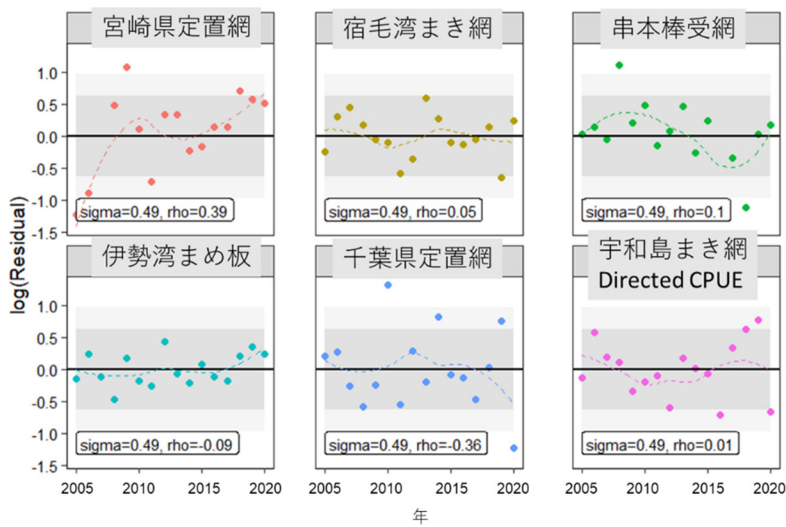 宮崎県定置網
宿毛湾まき網
串本棒受網
1.0
0.5
0.0
-0.5
-1.0
-1.5
sigma=0.49, rho=0.39
sigma=0.49, rho=0.05
sigma=0.49, rho=0.1
log(Residual)
伊勢湾まめ板
千葉県定置網
宇和島まき網
Directed CPUE
1.0
0.5
0.0
-0.5
-1.0
-1.5
sigma=0.49, rho=-0.09
sigma=0.49, rho=-0.36
sigma=0.49, rho=0.01
2005 2010 2015 2020
2005 2010 2015 2020
2005 2010 2015 2020
年